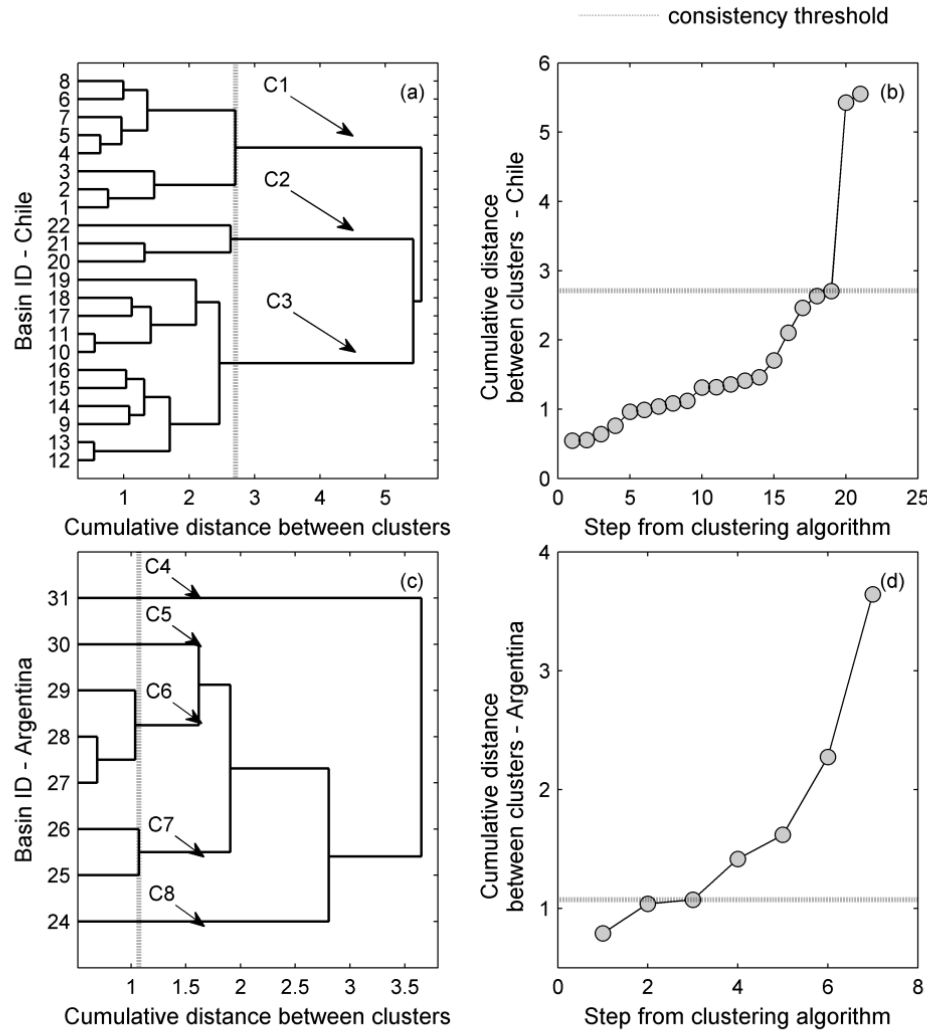 consistency threshold
(a)
C1
C2
C3
8
6
7
5
4
3
2
1
22
21
20
19
18
17
11
10
16
15
14
9
13
12
Basin ID - Chile
1 2 3 4 5
Cumulative distance between clusters
(b)
6
5
4
3
2
1
0
Cumulative distance
between clusters - Chile
0 5 10 15 20 25
Step from clustering algorithm
(c)
C4
C5
C6
C7
C8
31
30
29
28
27
26
25
24
Basin ID - Argentina
1 1.5 2 2.5 3 3.5
Cumulative distance between clusters
(d)
4
3
2
1
Cumulative distance
between clusters - Argentina
0 2 4 6 8
Step from clustering algorithm